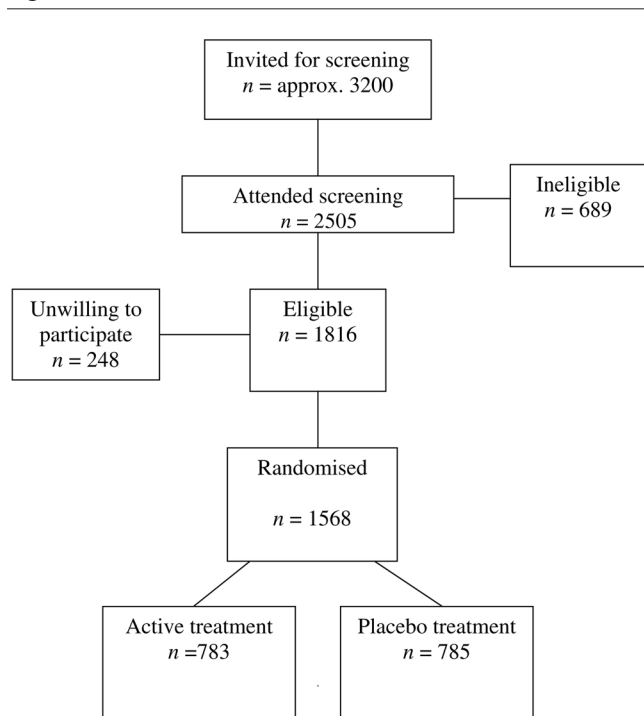 Invited for screening
n = approx. 3200
Attended screening
n = 2505
Ineligible
n = 689
Unwilling to
participate
n = 248
Eligible
n = 1816
Randomised
n = 1568
Active treatment
n =783
Placebo treatment
n = 785